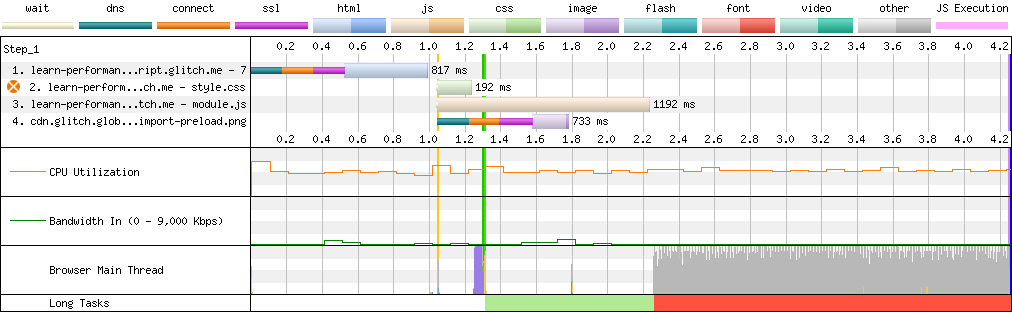 wait dns connect ssl html js css image flash font video other JS Execution
Step_1 0.2 0.4 0.6 0.8 1.0 1.2 1.4 1.6 1.8 2.0 2.2 2.4 2.6 2.8 3.0 3.2 3.4 3.6 3.8 4.0 4.2
1. learn-performan...ript.glitch.me - 7 817 ms
2. learn-perform...ch.me - style.css 192 ms
3. learn-performan...tch.me - module.js 1192 ms
4. cdn.glitch.glob...import-preload.png 733 ms
0.2 0.4 0.6 0.8 1.0 1.2 1.4 1.6 1.8 2.0 2.2 2.4 2.6 2.8 3.0 3.2 3.4 3.6 3.8 4.0 4.2
CPU Utilization
Bandwidth In (0 - 9,000 Kbps)
Browser Main Thread
Long Tasks